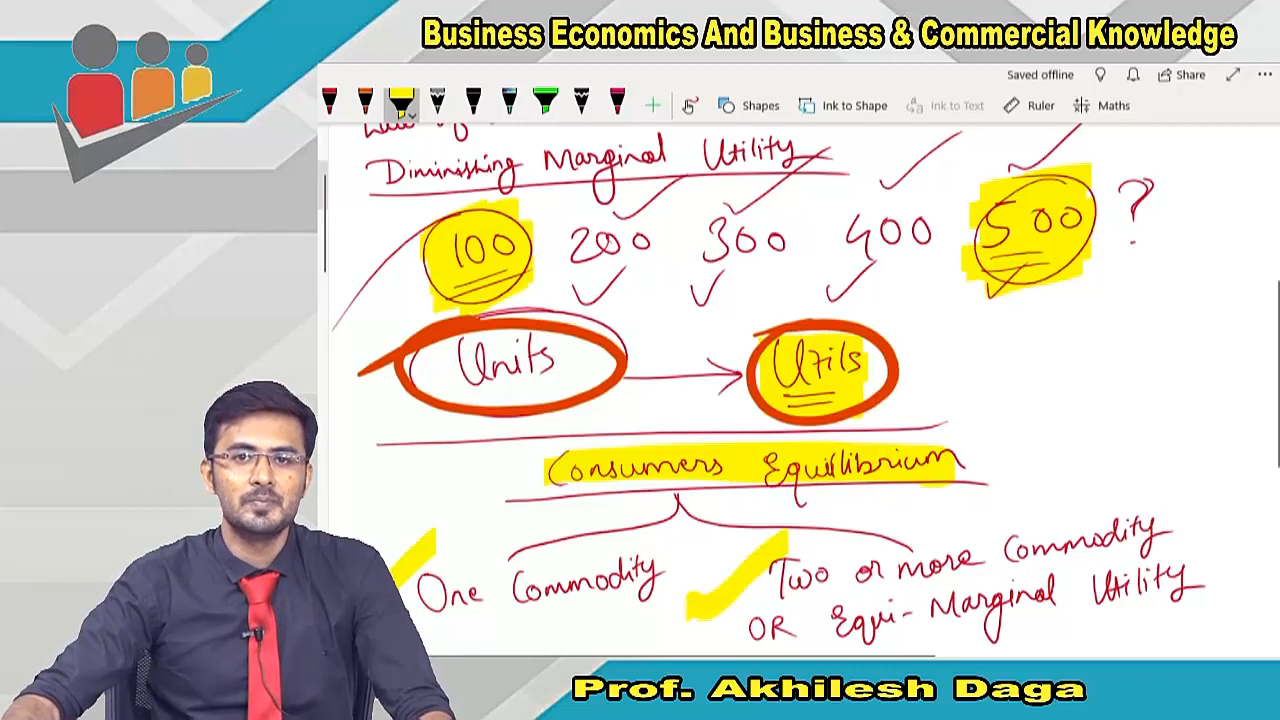 Business Economics And Business & Commercial Knowledge
Saved offline
Share
Shapes
Ink to Shape
Ink to Text
Ruler
Maths
Law of
Diminishing Marginal Utility
100 200 300 400 500 ?
Units Utils
Consumers Equilibrium
One Commodity
Two or more Commodity
OR Equi-Marginal Utility
Prof. Akhilesh Daga